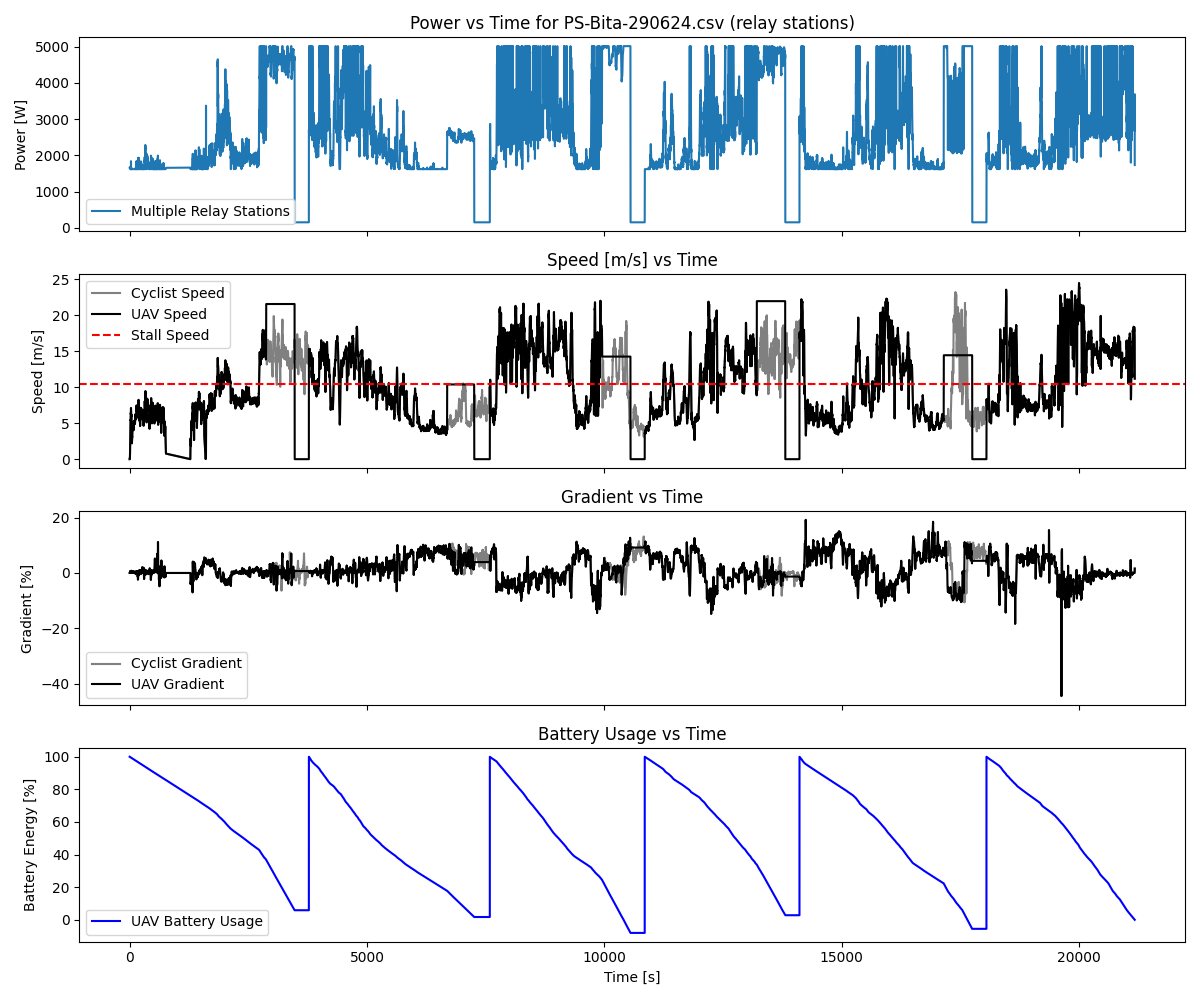 Power vs Time for PS-Bita-290624.csv (relay stations)
5000
4000
3000
2000
1000
0
Power [W]
Multiple Relay Stations
Speed [m/s] vs Time
25
20
15
10
5
0
Speed [m/s]
Cyclist Speed
UAV Speed
Stall Speed
Gradient vs Time
20
0
−20
−40
Gradient [%]
Cyclist Gradient
UAV Gradient
Battery Usage vs Time
100
80
60
40
20
0
Battery Energy [%]
UAV Battery Usage
0 5000 10000 15000 20000
Time [s]